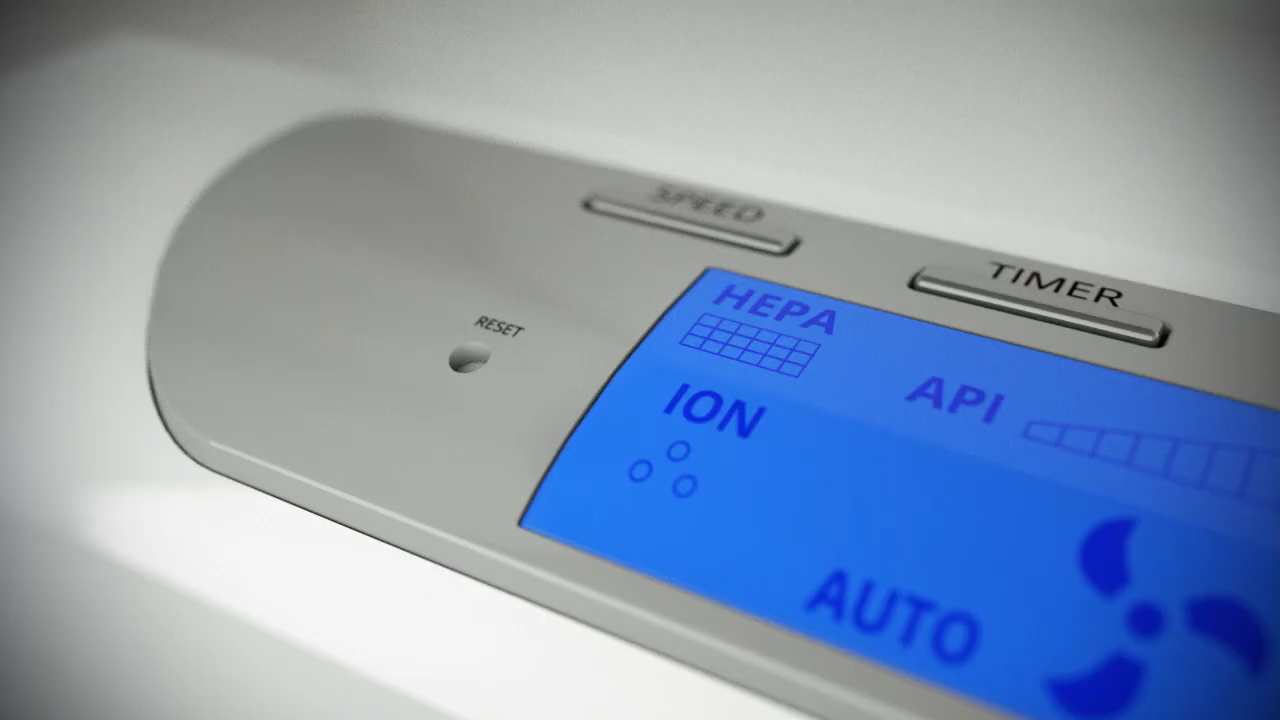 SPEED
TIMER
RESET
HEPA
ION
API
AUTO